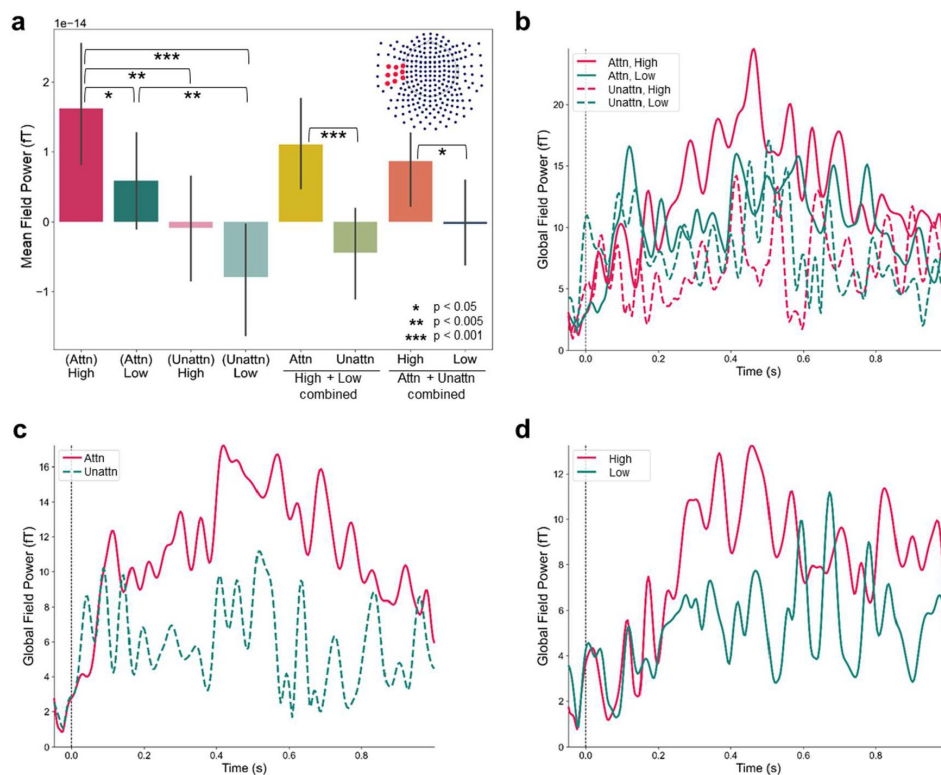 a
1e−14
Mean Field Power (fT)
2
1
0
−1
***
**
*
**
***
*
* p < 0.05
** p < 0.005
*** p < 0.001
(Attn) High
(Attn) Low
(Unattn) High
(Unattn) Low
Attn Unattn
High + Low
combined
High Low
Attn + Unattn
combined
b
Attn, High
Attn, Low
Unattn, High
Unattn, Low
Global Field Power (fT)
20
15
10
5
0
0.0 0.2 0.4 0.6 0.8
Time (s)
c
Attn
Unattn
Global Field Power (fT)
16
14
12
10
8
6
4
2
0
0.0 0.2 0.4 0.6 0.8
Time (s)
d
High
Low
Global Field Power (fT)
12
10
8
6
4
2
0
0.0 0.2 0.4 0.6 0.8
Time (s)